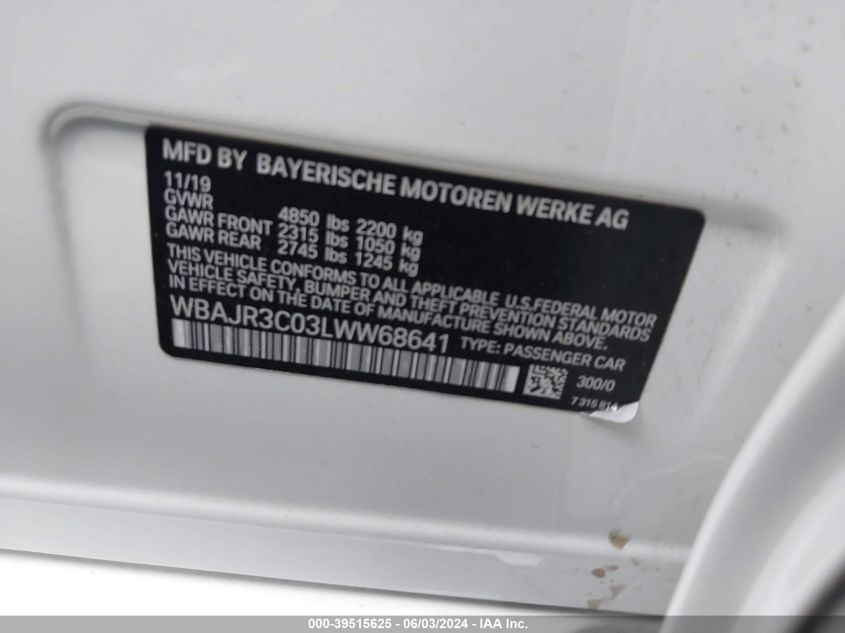 MFD BY BAYERISCHE MOTOREN WERKE AG
11/19
GVWR 4850 lbs 2200 kg
GAWR FRONT 2315 lbs 1050 kg
GAWR REAR 2745 lbs 1245 kg
THIS VEHICLE CONFORMS TO ALL APPLICABLE U.S.FEDERAL MOTOR
VEHICLE SAFETY, BUMPER AND THEFT PREVENTION STANDARDS
IN EFFECT ON THE DATE OF MANUFACTURE SHOWN ABOVE.
WBAJR3C03LWW68641 TYPE: PASSENGER CAR
300/0
7 315 814
000-39515625 - 06/03/2024 - IAA Inc.